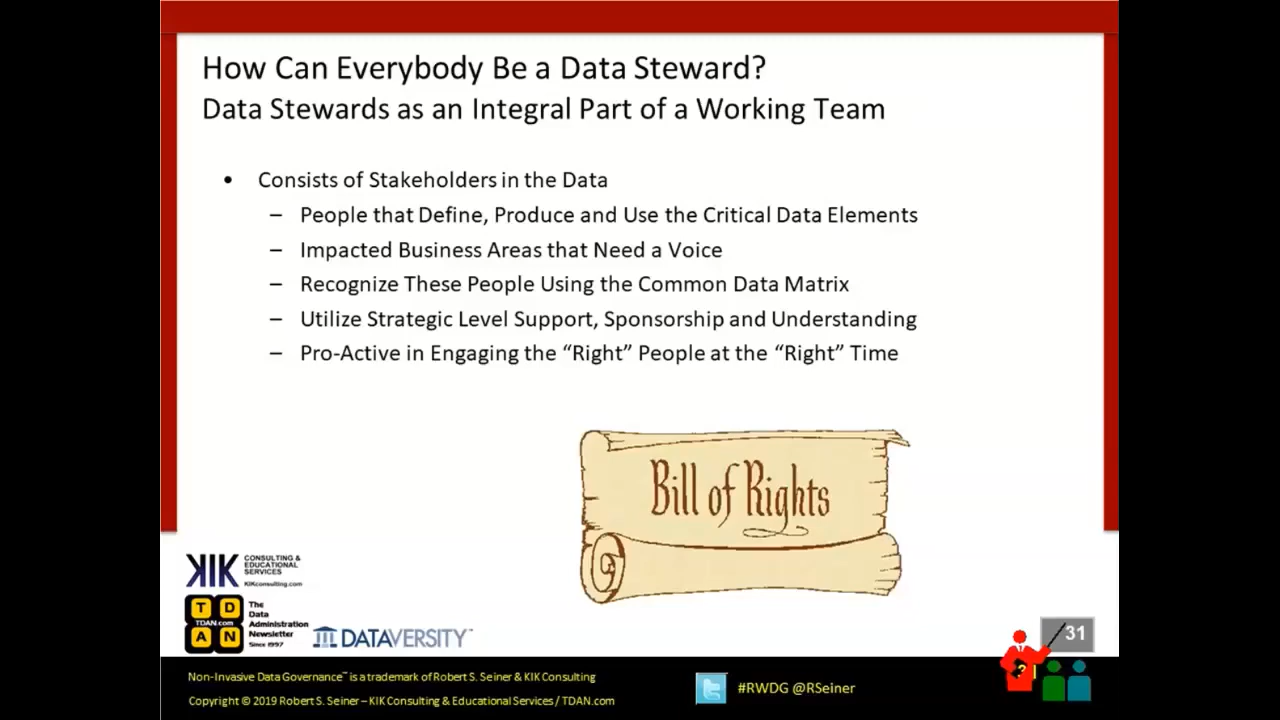 How Can Everybody Be a Data Steward?
Data Stewards as an Integral Part of a Working Team
• Consists of Stakeholders in the Data
– People that Define, Produce and Use the Critical Data Elements
– Impacted Business Areas that Need a Voice
– Recognize These People Using the Common Data Matrix
– Utilize Strategic Level Support, Sponsorship and Understanding
– Pro-Active in Engaging the “Right” People at the “Right” Time
Bill of Rights
KIK
CONSULTING &
EDUCATIONAL
SERVICES
KIKconsulting.com
T D
TDAN.com
A N
The
Data
Administration
Newsletter
Since 1997
DATAVERSITY™
31
Non-Invasive Data Governance™ is a trademark of Robert S. Seiner & KIK Consulting
Copyright © 2019 Robert S. Seiner – KIK Consulting & Educational Services / TDAN.com
#RWDG @RSeiner